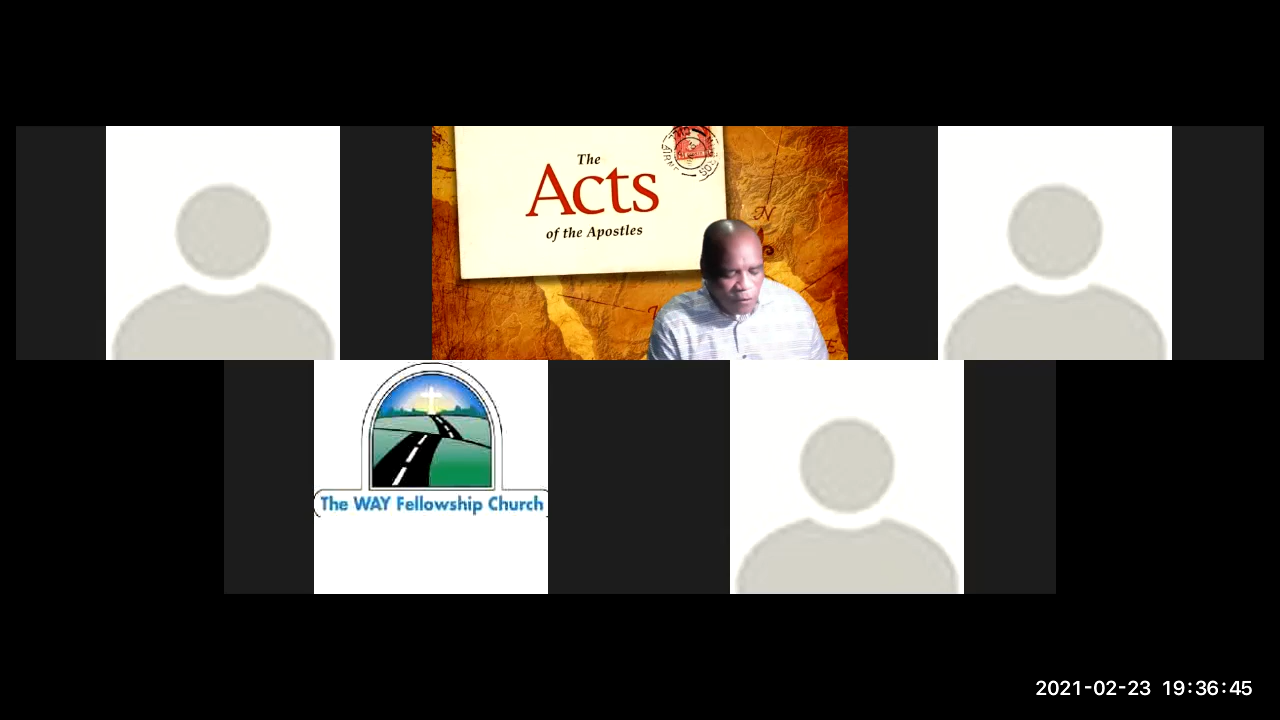 The
Acts
of the Apostles
N
E
The WAY Fellowship Church
2021-02-23 19:36:45